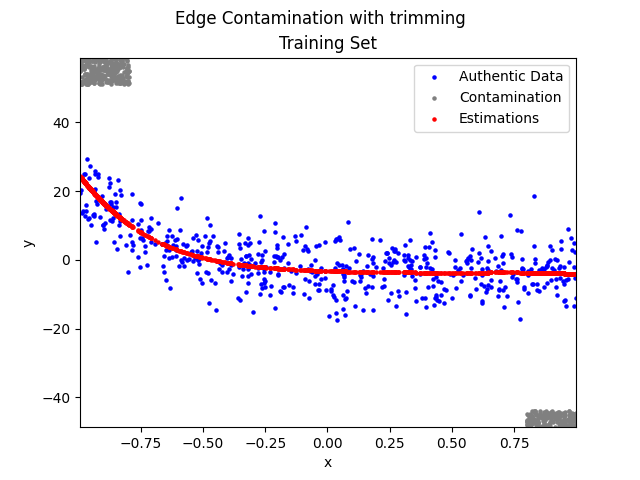 Edge Contamination with trimming
Training Set
Authentic Data
Contamination
Estimations
y
40
20
0
−20
−40
−0.75 −0.50 −0.25 0.00 0.25 0.50 0.75
x